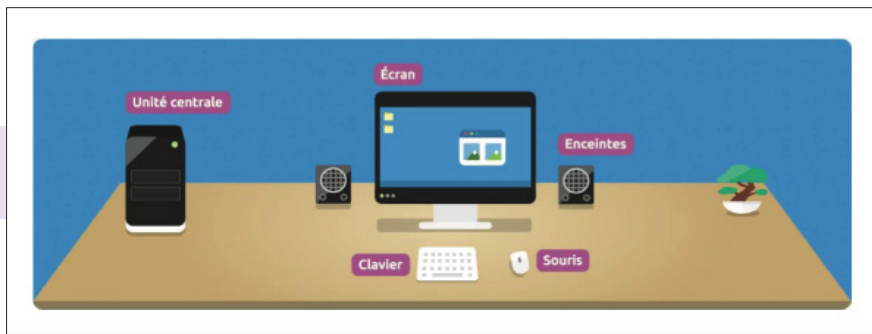 Écran
Unité centrale
Enceintes
Clavier
Souris